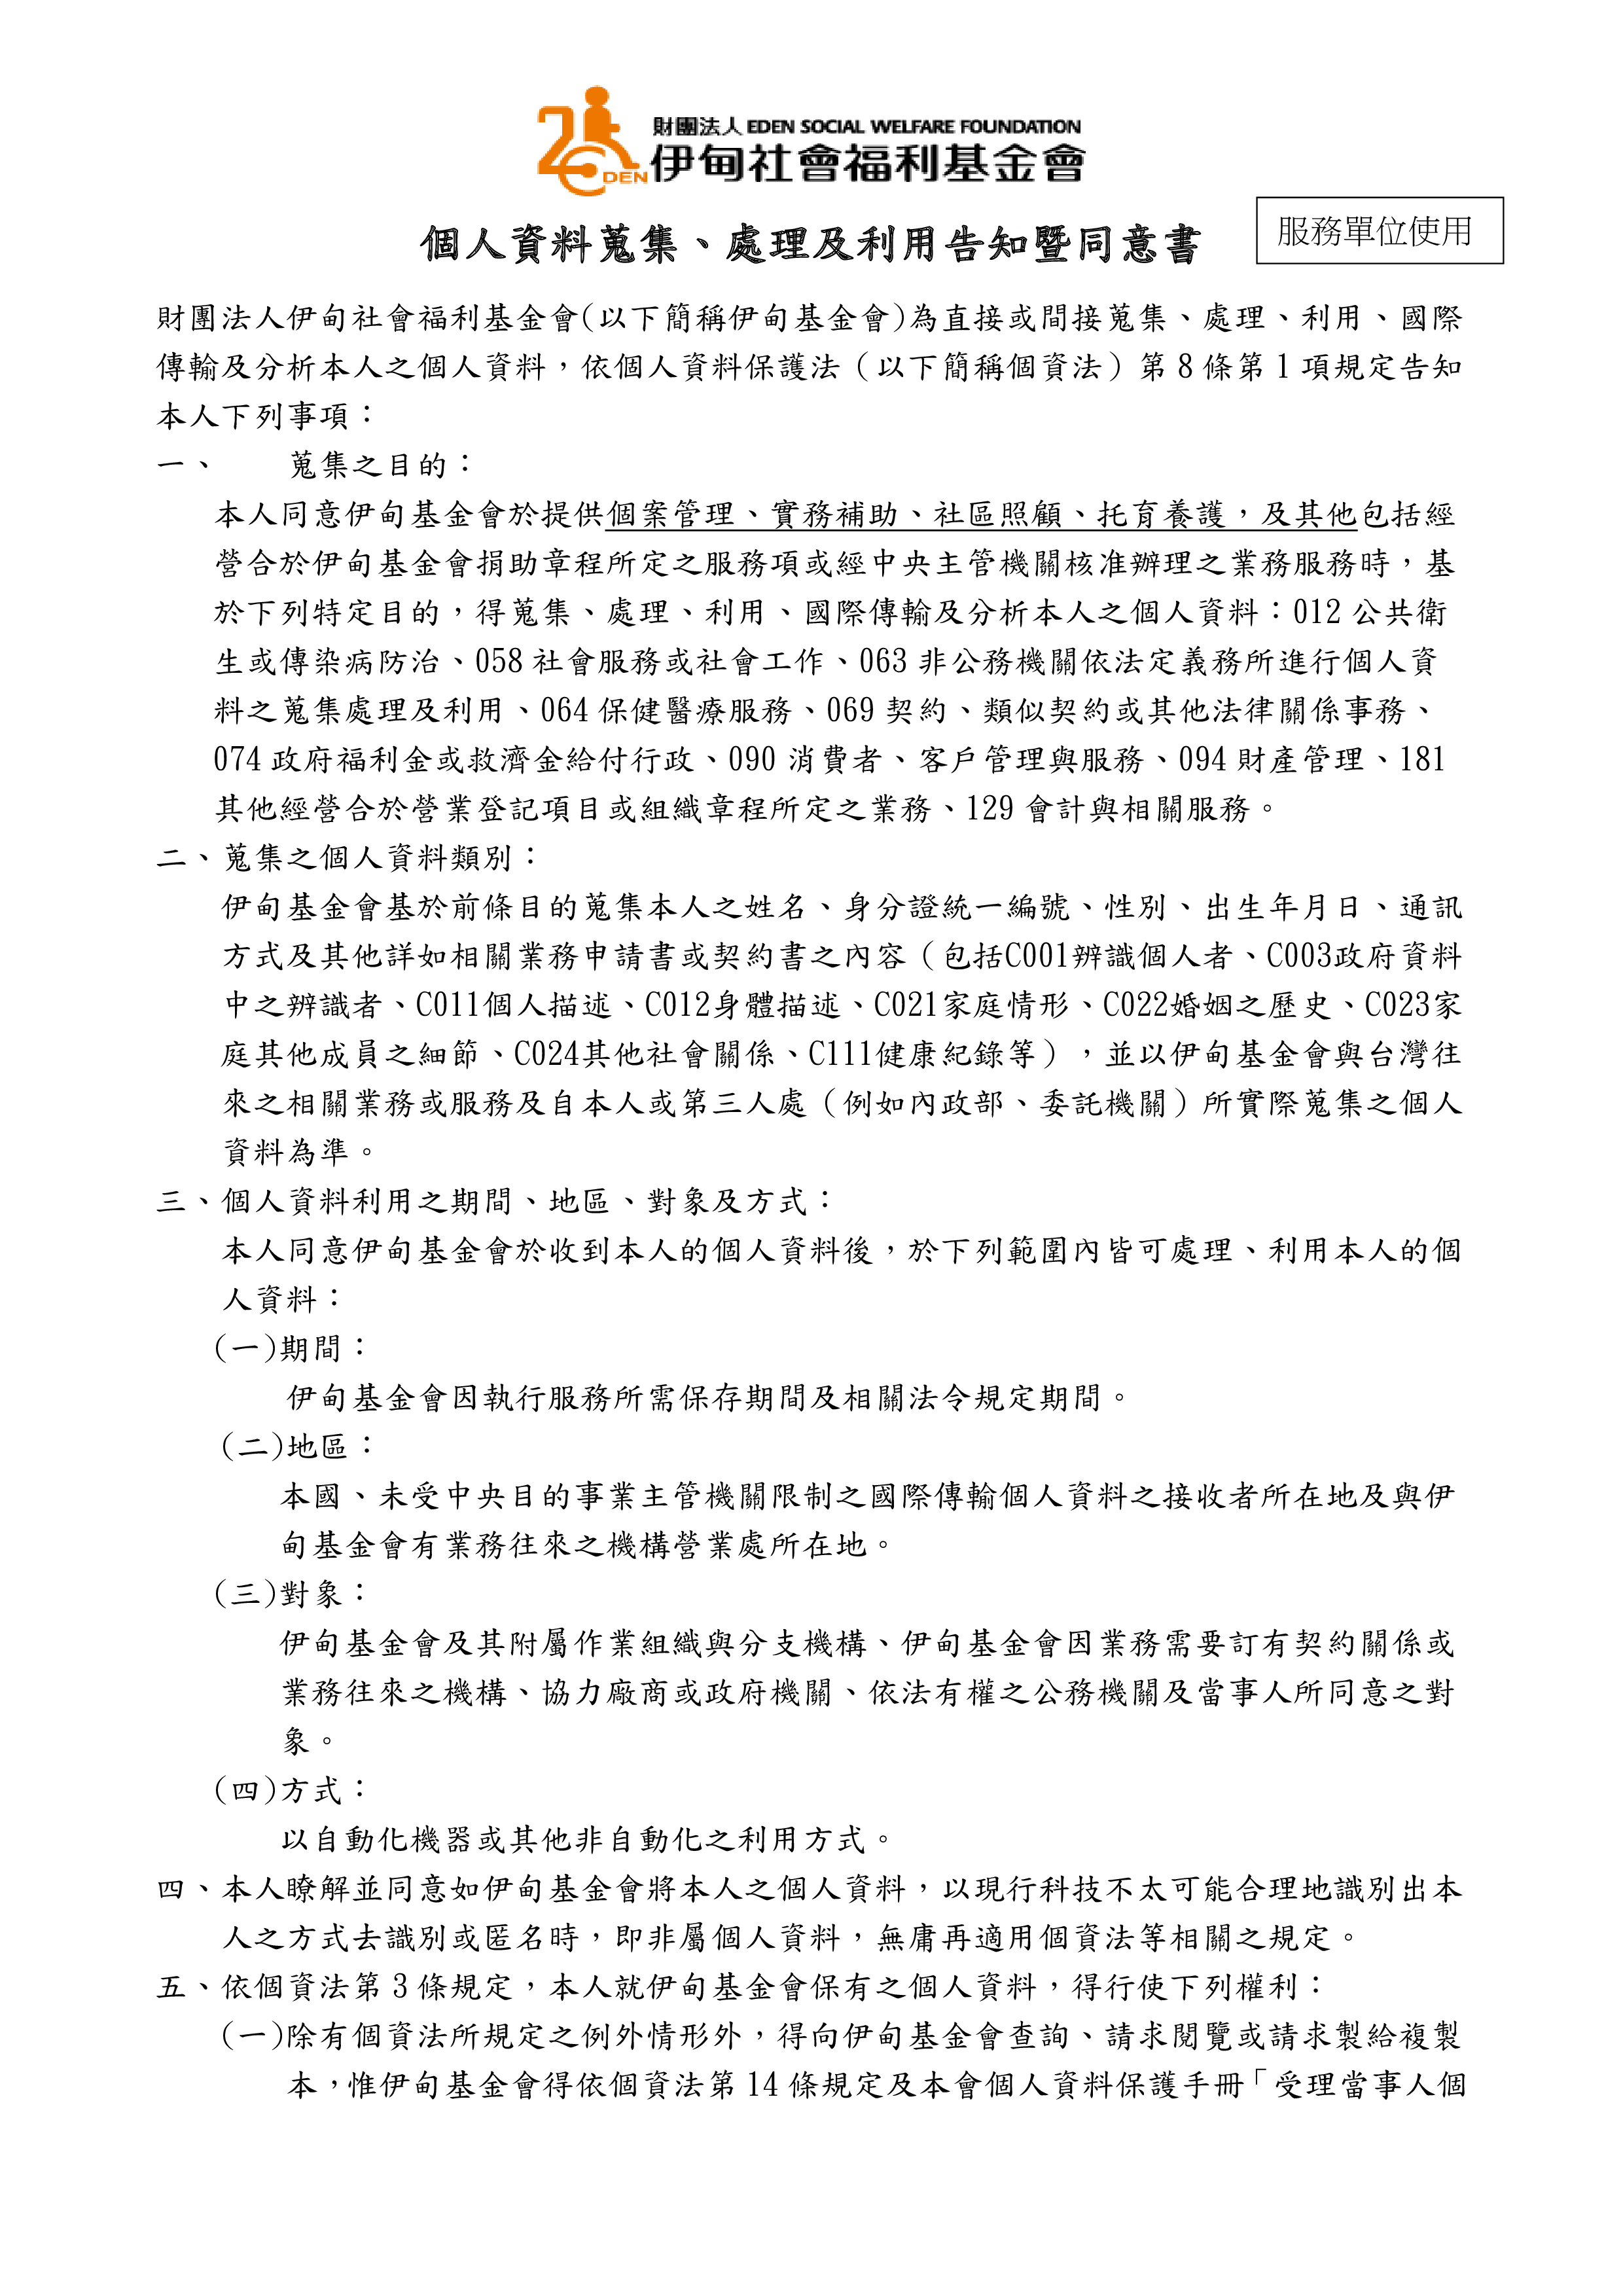 財團法人 EDEN SOCIAL WELFARE FOUNDATION
DEN 伊甸社會福利基金會
個人資料蒐集、處理及利用告知暨同意書
服務單位使用
財團法人伊甸社會福利基金會(以下簡稱伊甸基金會)為直接或間接蒐集、處理、利用、國際
傳輸及分析本人之個人資料，依個人資料保護法（以下簡稱個資法）第 8 條第 1 項規定告知
本人下列事項：
一、 蒐集之目的：
本人同意伊甸基金會於提供個案管理、實務補助、社區照顧、托育養護，及其他包括經
營合於伊甸基金會捐助章程所定之服務項或經中央主管機關核准辦理之業務服務時，基
於下列特定目的，得蒐集、處理、利用、國際傳輸及分析本人之個人資料：012 公共衛
生或傳染病防治、058 社會服務或社會工作、063 非公務機關依法定義務所進行個人資
料之蒐集處理及利用、064 保健醫療服務、069 契約、類似契約或其他法律關係事務、
074 政府福利金或救濟金給付行政、090 消費者、客戶管理與服務、094 財產管理、181
其他經營合於營業登記項目或組織章程所定之業務、129 會計與相關服務。
二、蒐集之個人資料類別：
伊甸基金會基於前條目的蒐集本人之姓名、身分證統一編號、性別、出生年月日、通訊
方式及其他詳如相關業務申請書或契約書之內容（包括C001辨識個人者、C003政府資料
中之辨識者、C011個人描述、C012身體描述、C021家庭情形、C022婚姻之歷史、C023家
庭其他成員之細節、C024其他社會關係、C111健康紀錄等），並以伊甸基金會與台灣往
來之相關業務或服務及自本人或第三人處（例如內政部、委託機關）所實際蒐集之個人
資料為準。
三、個人資料利用之期間、地區、對象及方式：
本人同意伊甸基金會於收到本人的個人資料後，於下列範圍內皆可處理、利用本人的個
人資料：
(一)期間：
伊甸基金會因執行服務所需保存期間及相關法令規定期間。
(二)地區：
本國、未受中央目的事業主管機關限制之國際傳輸個人資料之接收者所在地及與伊
甸基金會有業務往來之機構營業處所在地。
(三)對象：
伊甸基金會及其附屬作業組織與分支機構、伊甸基金會因業務需要訂有契約關係或
業務往來之機構、協力廠商或政府機關、依法有權之公務機關及當事人所同意之對
象。
(四)方式：
以自動化機器或其他非自動化之利用方式。
四、本人瞭解並同意如伊甸基金會將本人之個人資料，以現行科技不太可能合理地識別出本
人之方式去識別或匿名時，即非屬個人資料，無庸再適用個資法等相關之規定。
五、依個資法第 3 條規定，本人就伊甸基金會保有之個人資料，得行使下列權利：
(一)除有個資法所規定之例外情形外，得向伊甸基金會查詢、請求閱覽或請求製給複製
本，惟伊甸基金會得依個資法第 14 條規定及本會個人資料保護手冊「受理當事人個